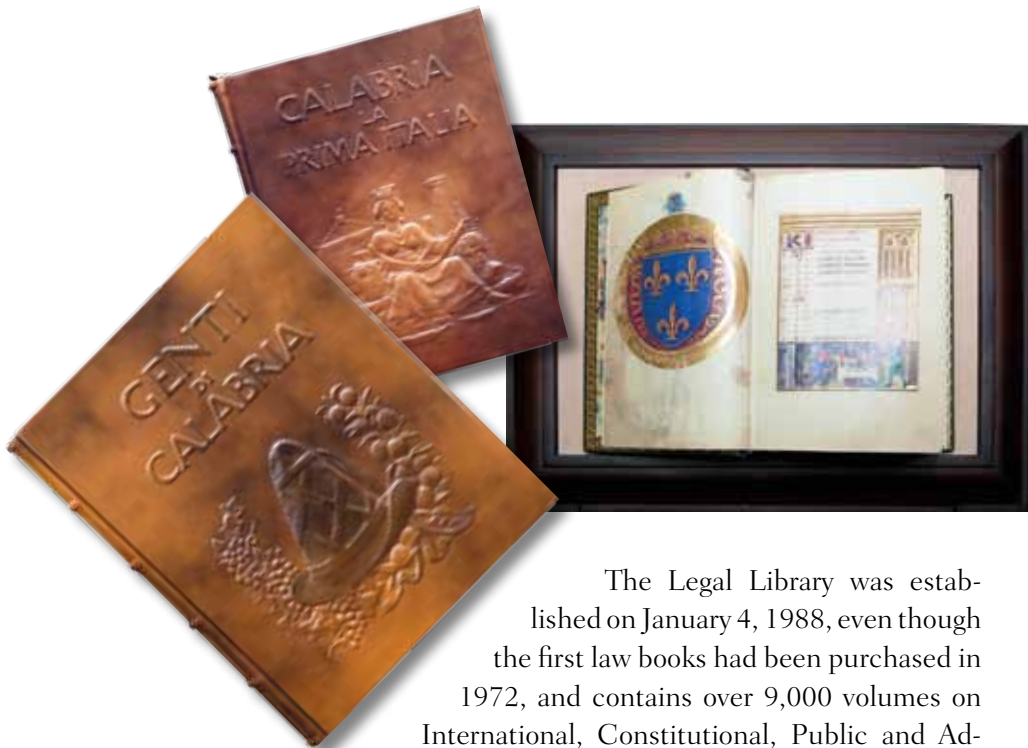 CALABRIA
LA
PRIMA ITALIA
GENTI
DI
CALABRIA
KL
The Legal Library was estab-
lished on January 4, 1988, even though
the first law books had been purchased in
1972, and contains over 9,000 volumes on
International, Constitutional, Public and Ad-